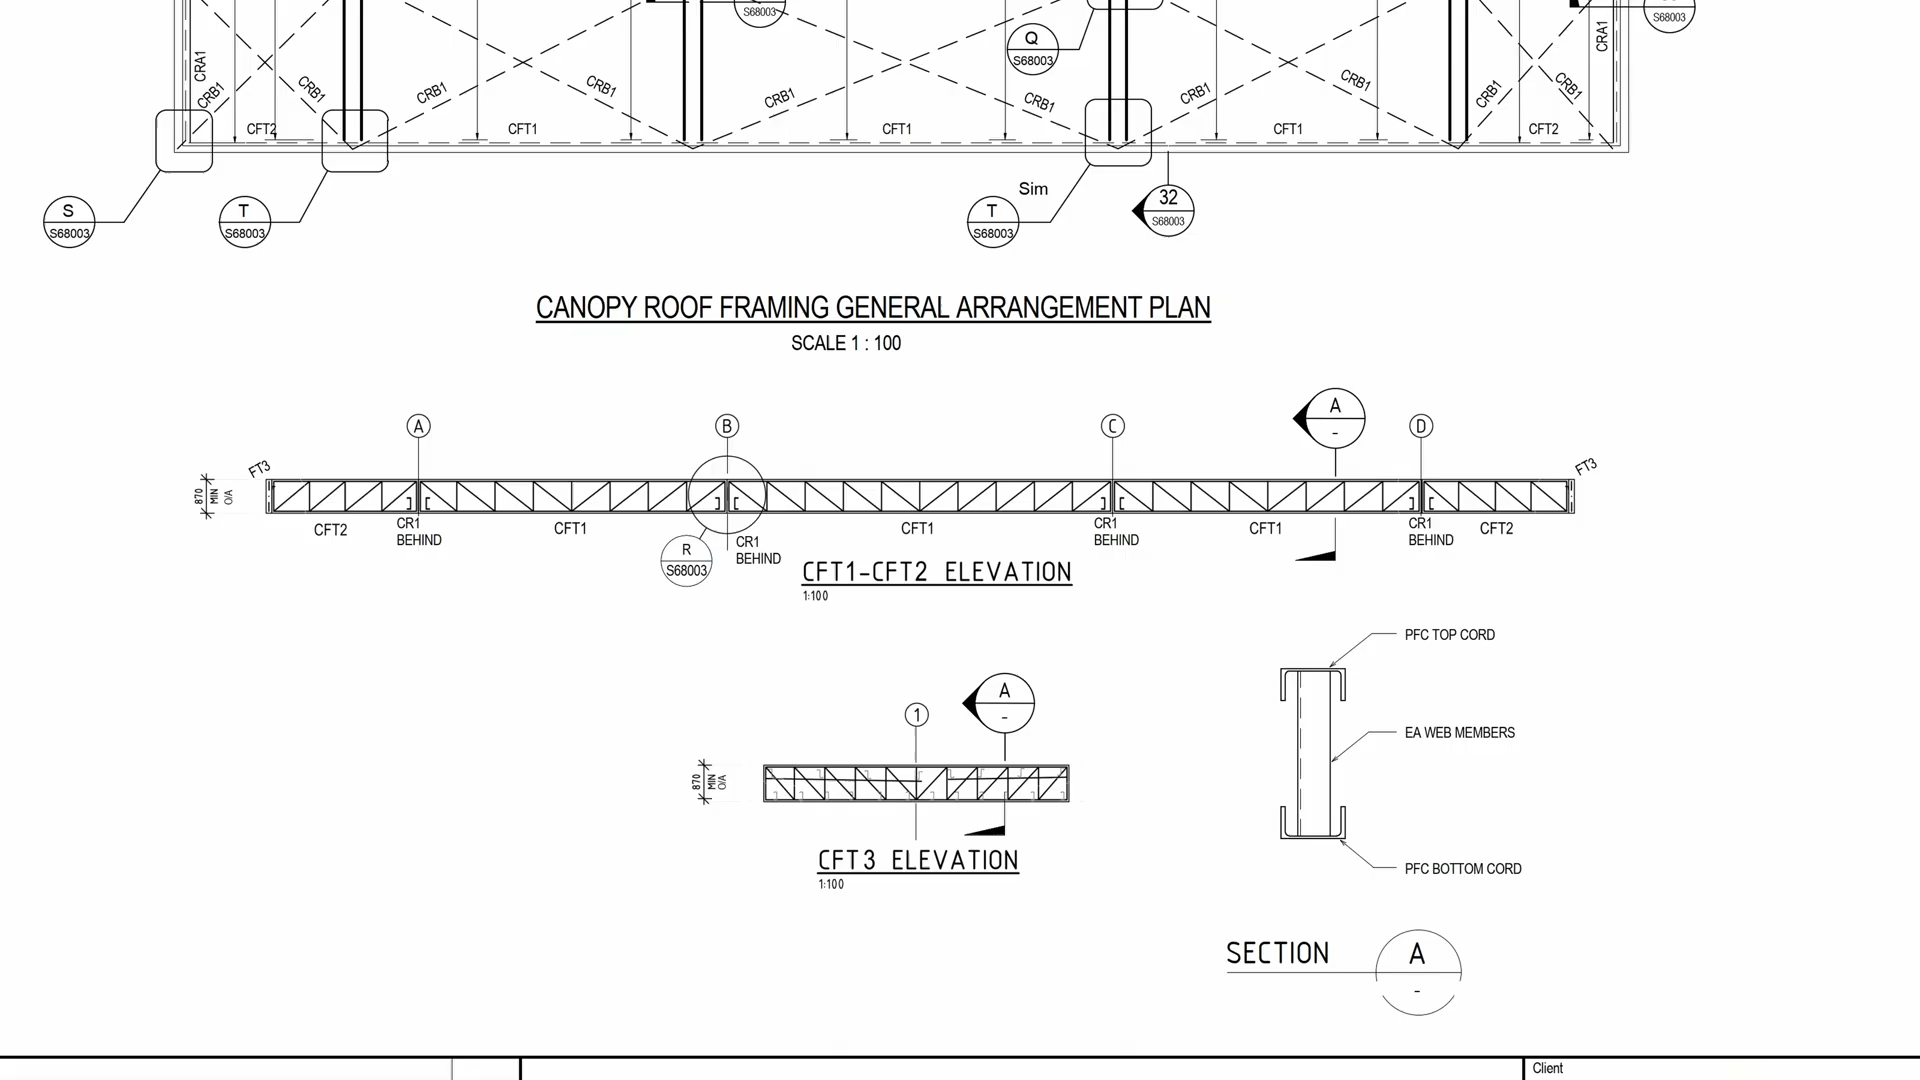 S68003
S68003
Q
S68003
CRA1
CRB1
CRB1
CRB1
CRB1
CRB1
CRB1
CRB1
CRB1
CRB1
CRB1
CRA1
CFT2
CFT1
CFT1
CFT1
CFT2
S
S68003
T
S68003
Sim
T
S68003
32
S68003
CANOPY ROOF FRAMING GENERAL ARRANGEMENT PLAN
SCALE 1 : 100
A
B
C
A
-
D
FT3
FT3
870
MIN
O/A
CFT2
CR1
BEHIND
CFT1
R
S68003
CR1
BEHIND
CFT1
CR1
BEHIND
CFT1
CR1
BEHIND
CFT2
CFT1-CFT2 ELEVATION
1:100
PFC TOP CORD
EA WEB MEMBERS
PFC BOTTOM CORD
1
A
-
870
MIN
O/A
CFT3 ELEVATION
1:100
SECTION
A
-
Client